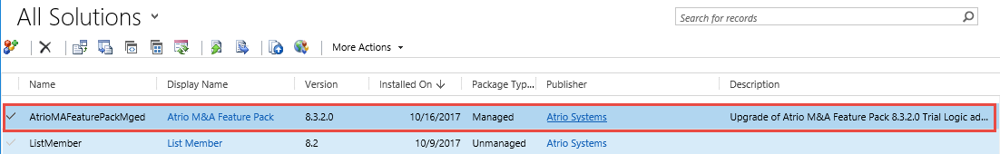 All Solutions
Search for records
More Actions
Name Display Name Version Installed On Package Typ... Publisher Description
AtrioMAFeaturePackMged Atrio M&A Feature Pack 8.3.2.0 10/16/2017 Managed Atrio Systems Upgrade of Atrio M&A Feature Pack 8.3.2.0 Trial Logic ad...
ListMember List Member 8.2 10/9/2017 Unmanaged Atrio Systems